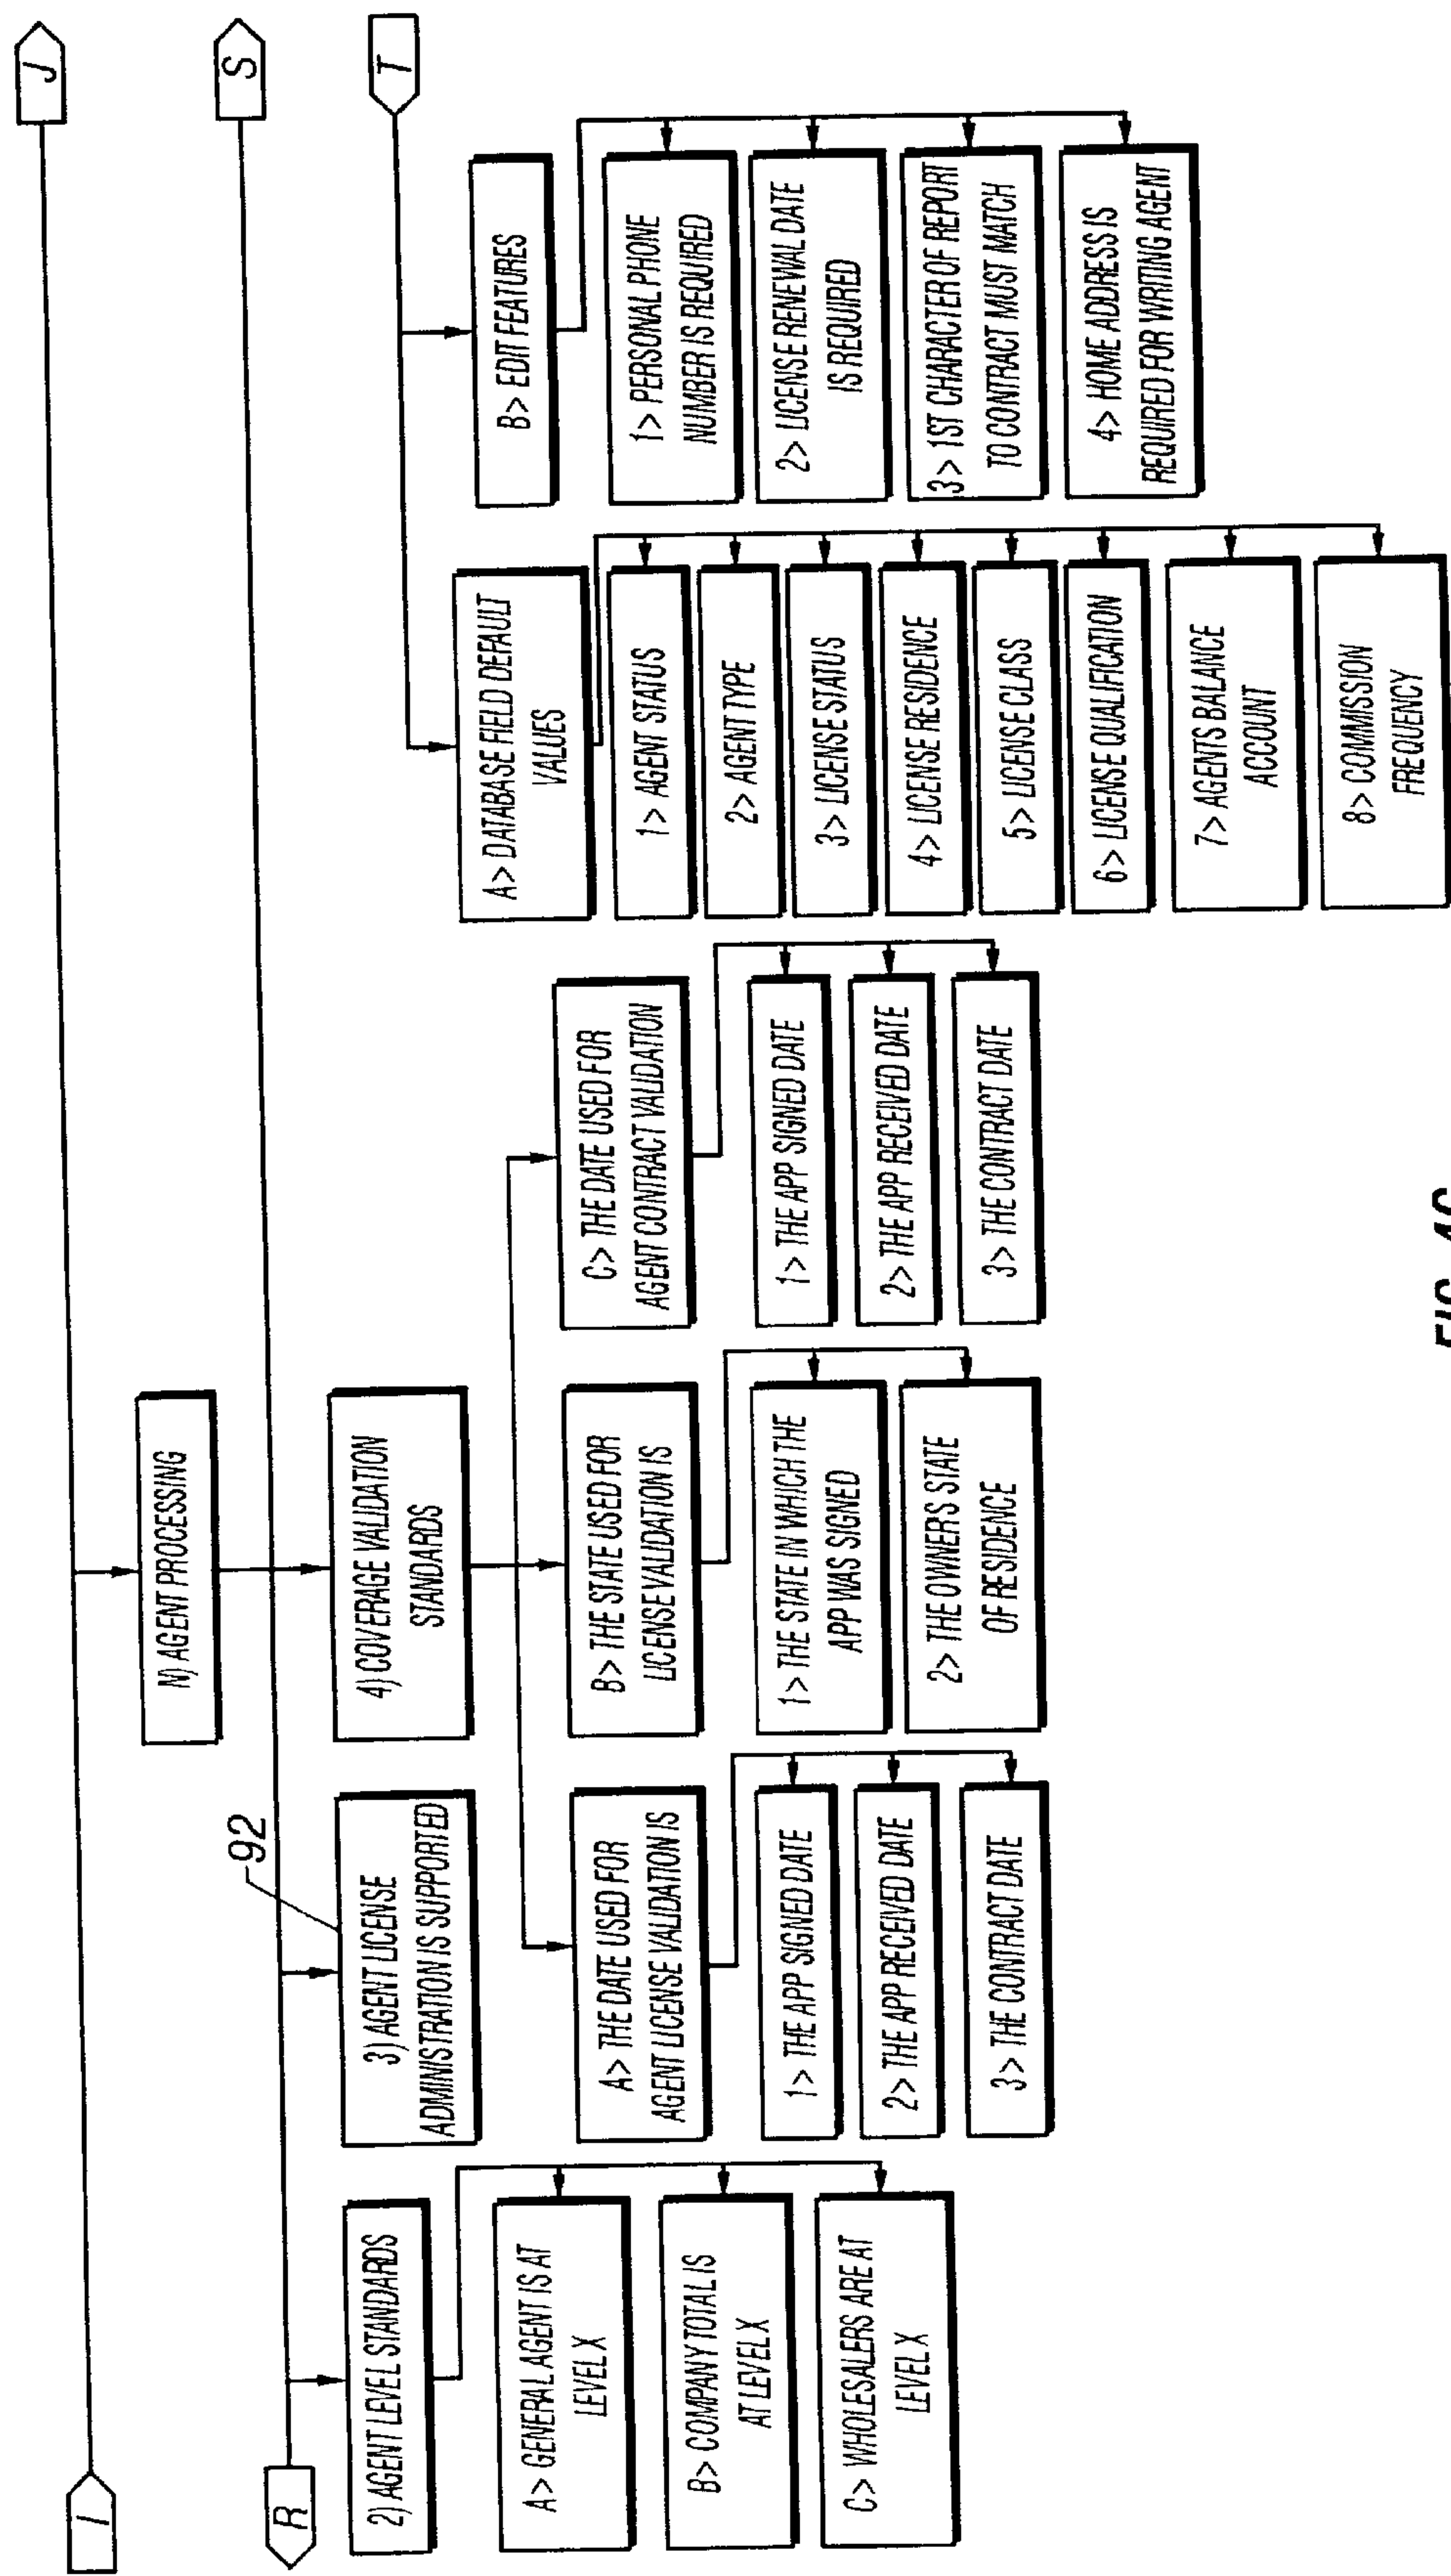 I
J
N) AGENT PROCESSING
R
S
92
2) AGENT LEVEL STANDARDS
A> GENERAL AGENT IS AT
LEVEL X
B> COMPANY TOTAL IS
AT LEVEL X
C> WHOLESALERS ARE AT
LEVEL X
3) AGENT LICENSE
ADMINISTRATION IS SUPPORTED
4) COVERAGE VALIDATION
STANDARDS
A> THE DATE USED FOR
AGENT LICENSE VALIDATION IS
1> THE APP SIGNED DATE
2> THE APP RECEIVED DATE
3> THE CONTRACT DATE
B> THE STATE USED FOR
LICENSE VALIDATION IS
1> THE STATE IN WHICH THE
APP WAS SIGNED
2> THE OWNERS STATE
OF RESIDENCE
C> THE DATE USED FOR
AGENT CONTRACT VALIDATION
1> THE APP SIGNED DATE
2> THE APP RECEIVED DATE
3> THE CONTRACT DATE
T
A> DATABASE FIELD DEFAULT
VALUES
1> AGENT STATUS
2> AGENT TYPE
3> LICENSE STATUS
4> LICENSE RESIDENCE
5> LICENSE CLASS
6> LICENSE QUALIFICATION
7> AGENTS BALANCE
ACCOUNT
8> COMMISSION
FREQUENCY
B> EDIT FEATURES
1> PERSONAL PHONE
NUMBER IS REQUIRED
2> LICENSE RENEWAL DATE
IS REQUIRED
3> 1ST CHARACTER OF REPORT
TO CONTRACT MUST MATCH
4> HOME ADDRESS IS
REQUIRED FOR WRITING AGENT